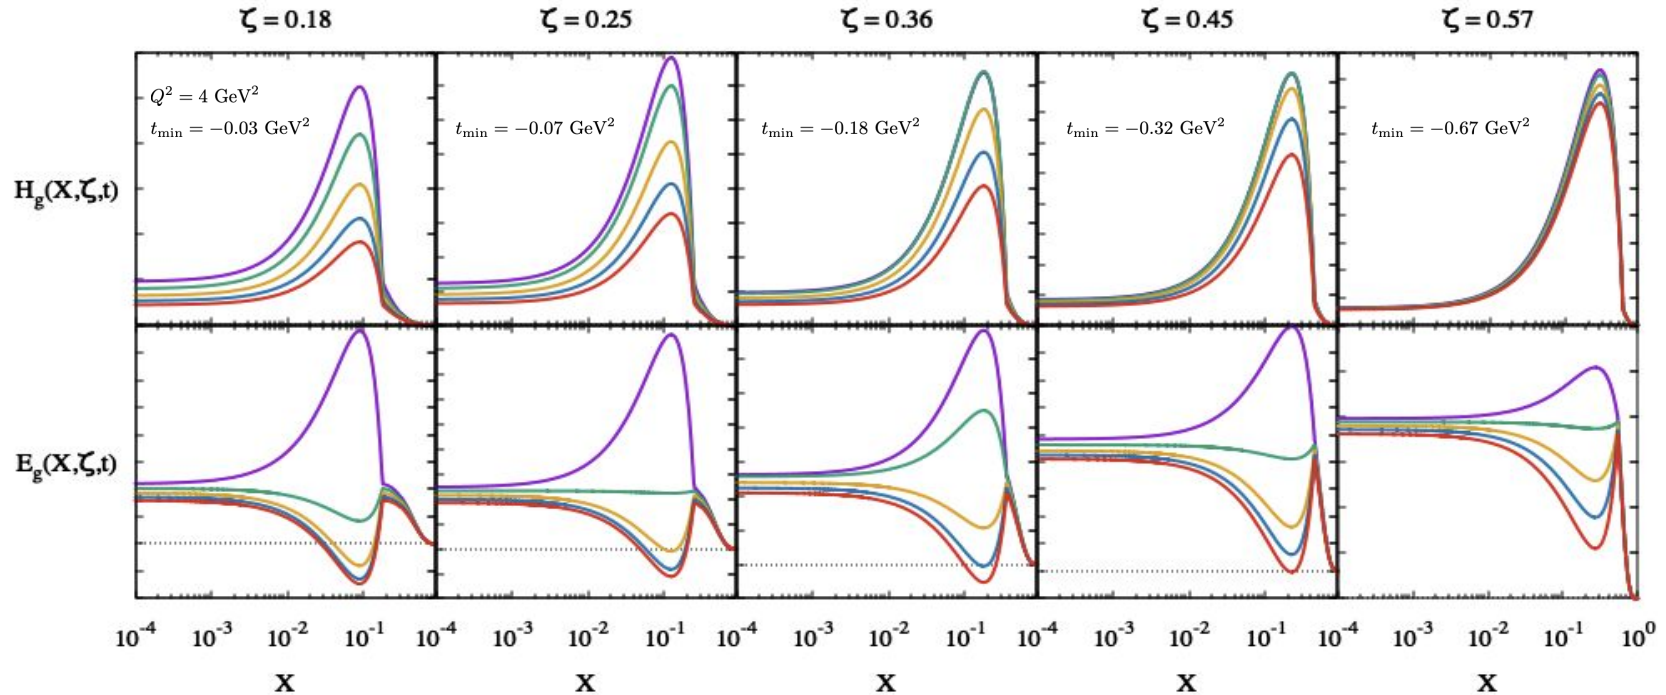 ζ = 0.18 ζ = 0.25 ζ = 0.36 ζ = 0.45 ζ = 0.57
Q² = 4 GeV²
t_min = −0.03 GeV² t_min = −0.07 GeV² t_min = −0.18 GeV² t_min = −0.32 GeV² t_min = −0.67 GeV²
H_g(X,ζ,t)
E_g(X,ζ,t)
10⁻⁴ 10⁻³ 10⁻² 10⁻¹ 10⁻⁴ 10⁻³ 10⁻² 10⁻¹ 10⁻⁴ 10⁻³ 10⁻² 10⁻¹ 10⁻⁴ 10⁻³ 10⁻² 10⁻¹ 10⁻⁴ 10⁻³ 10⁻² 10⁻¹ 10⁰
X X X X X